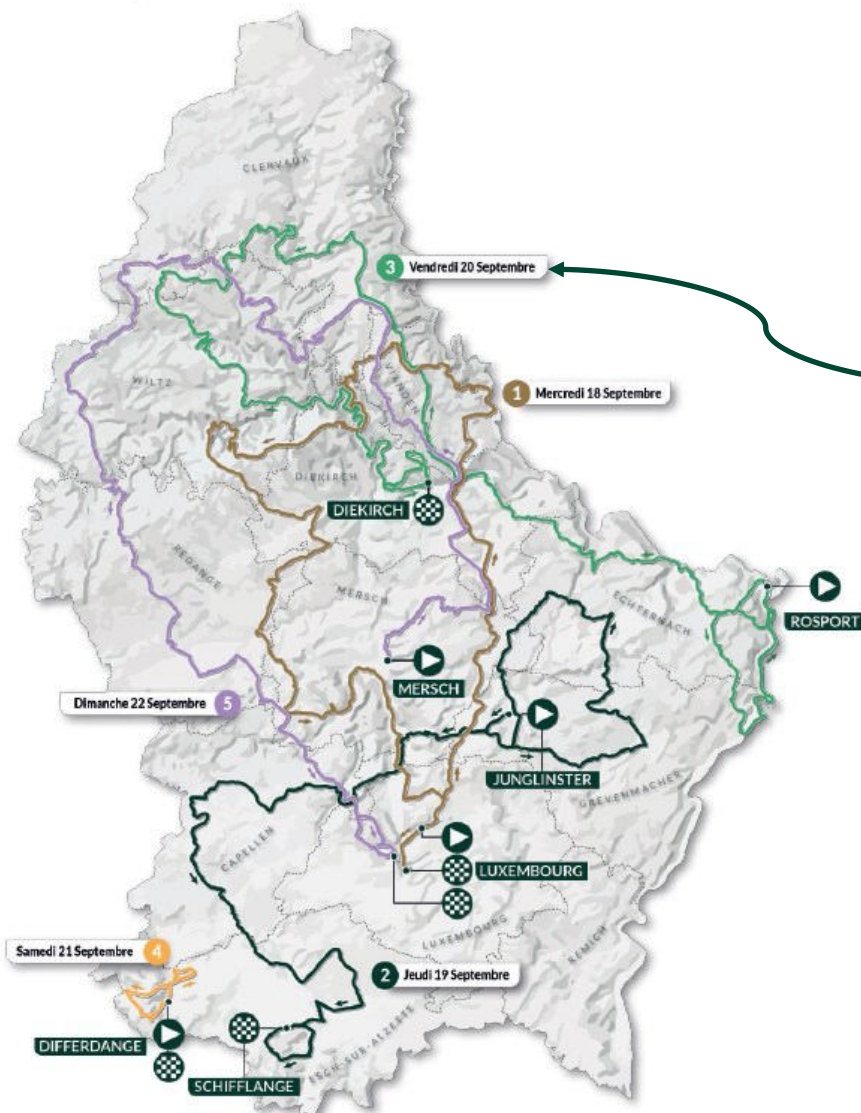 CLERVAUX
3 Vendredi 20 Septembre
WILTZ
VIANDEN
1 Mercredi 18 Septembre
DIEKIRCH
DIEKIRCH
REDANGE
MERSCH
ECHTERNACH
ROSPORT
MERSCH
Dimanche 22 Septembre 5
JUNGLINSTER
GREVENMACHER
CAPELLEN
LUXEMBOURG
LUXEMBOURG
REMICH
Samedi 21 Septembre 4
2 Jeudi 19 Septembre
DIFFERDANGE
ESCH-SUR-ALZETTE
SCHIFFLANGE